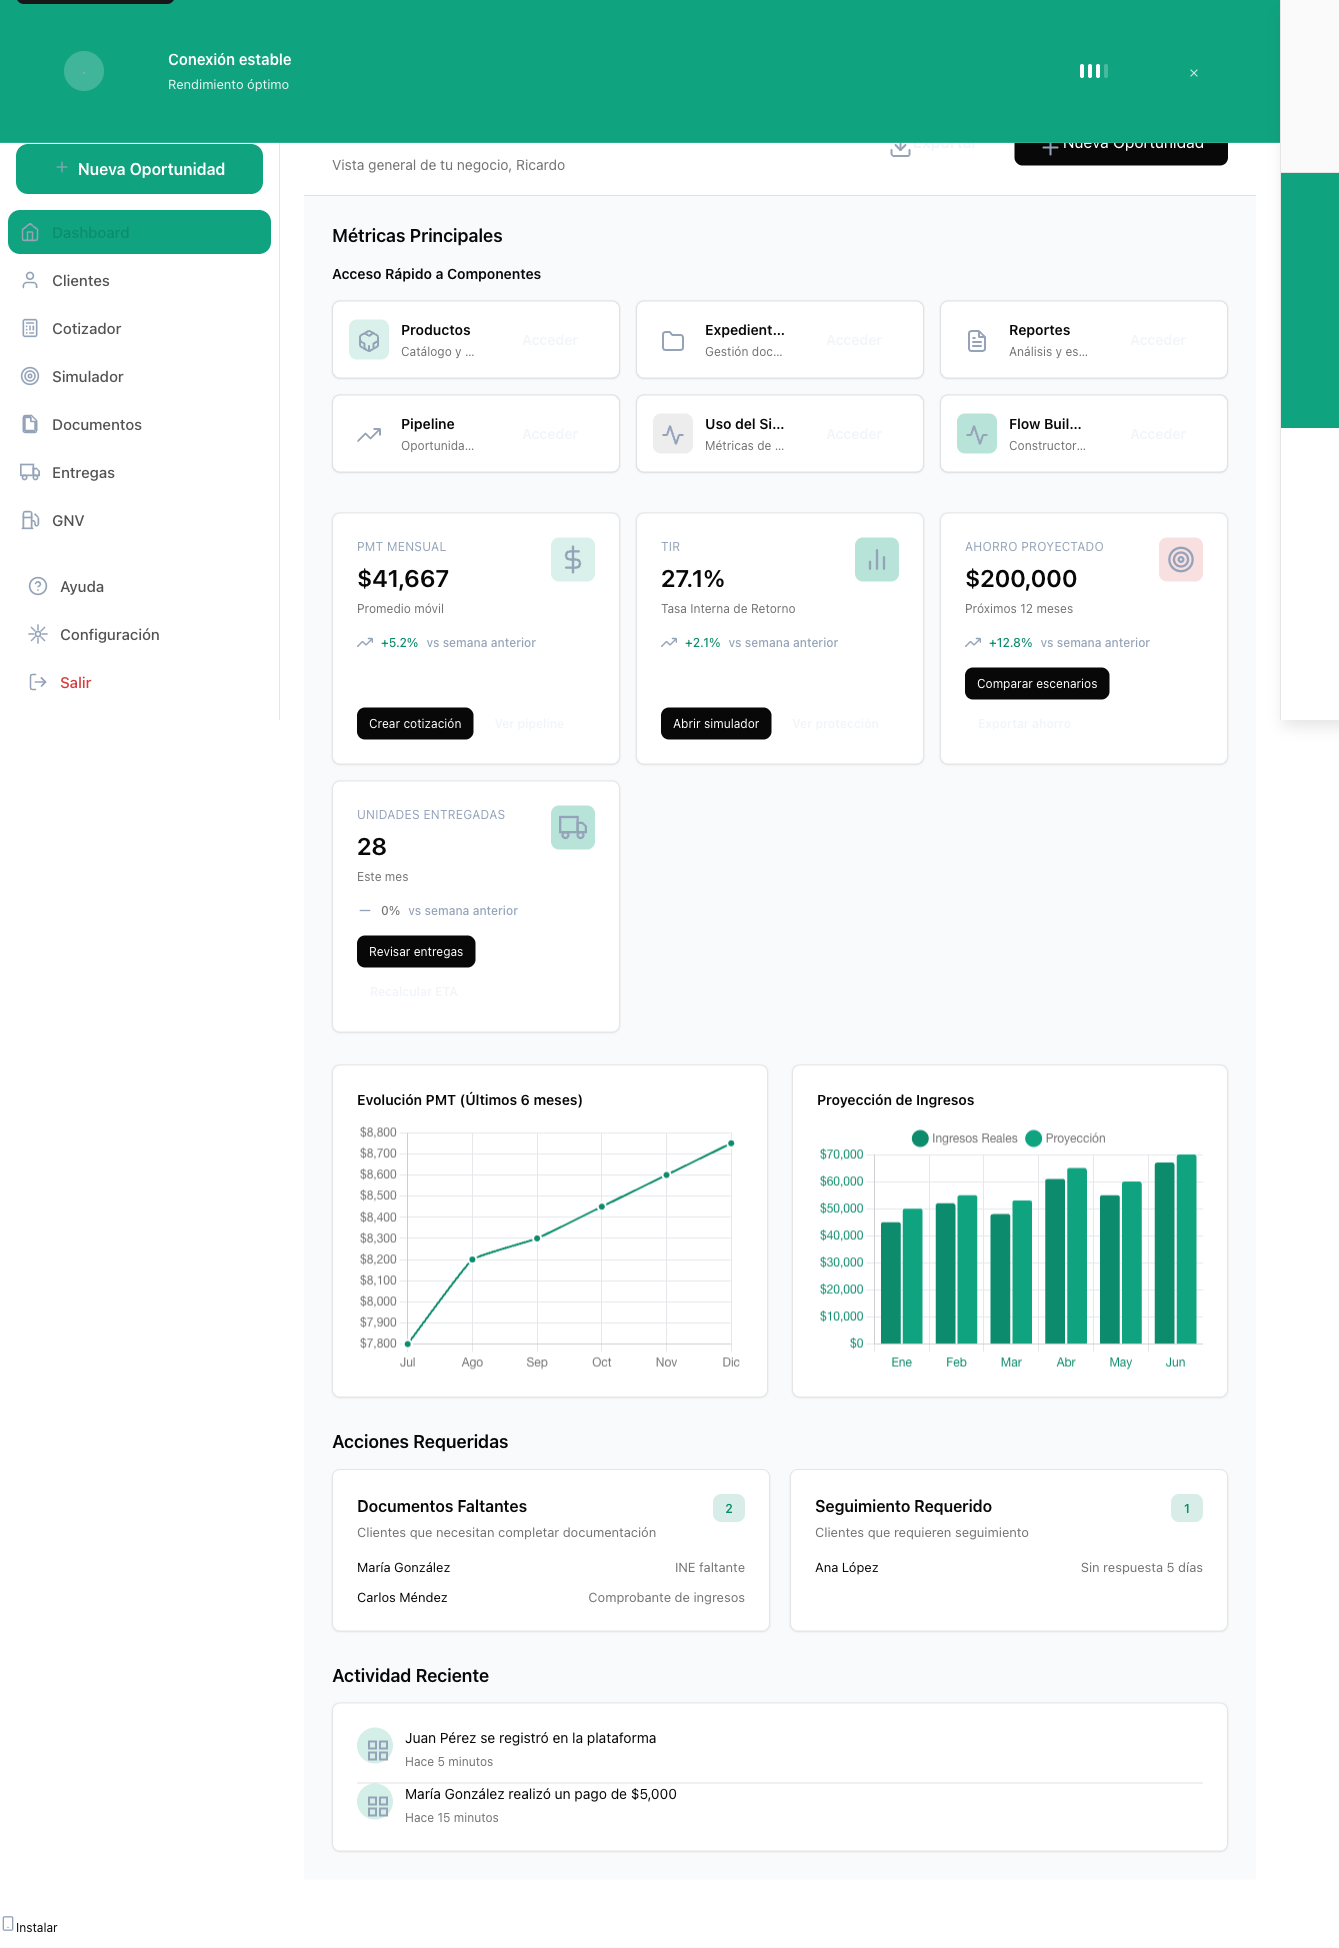 Conexión estable
Rendimiento óptimo
×
Nueva Oportunidad
Dashboard
Clientes
Cotizador
Simulador
Documentos
Entregas
GNV
Ayuda
Configuración
Salir
Vista general de tu negocio, Ricardo
Exportar
Nueva Oportunidad
Métricas Principales
Acceso Rápido a Componentes
Productos
Catálogo y ...
Acceder
Expedient...
Gestión doc...
Acceder
Reportes
Análisis y es...
Acceder
Pipeline
Oportunida...
Acceder
Uso del Si...
Métricas de ...
Acceder
Flow Buil...
Constructor...
Acceder
PMT MENSUAL
$41,667
Promedio móvil
+5.2% vs semana anterior
Crear cotización
Ver pipeline
TIR
27.1%
Tasa Interna de Retorno
+2.1% vs semana anterior
Abrir simulador
Ver protección
AHORRO PROYECTADO
$200,000
Próximos 12 meses
+12.8% vs semana anterior
Comparar escenarios
Exportar ahorro
UNIDADES ENTREGADAS
28
Este mes
0% vs semana anterior
Revisar entregas
Recalcular ETA
Evolución PMT (Últimos 6 meses)
$8,800
$8,700
$8,600
$8,500
$8,400
$8,300
$8,200
$8,100
$8,000
$7,900
$7,800
Jul Ago Sep Oct Nov Dic
Proyección de Ingresos
Ingresos Reales Proyección
$70,000
$60,000
$50,000
$40,000
$30,000
$20,000
$10,000
$0
Ene Feb Mar Abr May Jun
Acciones Requeridas
Documentos Faltantes
2
Clientes que necesitan completar documentación
María González INE faltante
Carlos Méndez Comprobante de ingresos
Seguimiento Requerido
1
Clientes que requieren seguimiento
Ana López Sin respuesta 5 días
Actividad Reciente
Juan Pérez se registró en la plataforma
Hace 5 minutos
María González realizó un pago de $5,000
Hace 15 minutos
Instalar